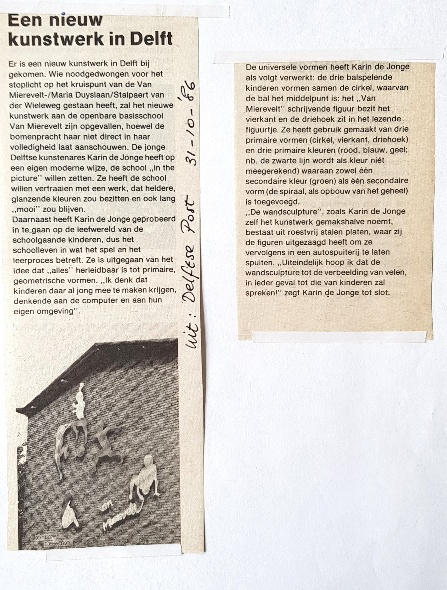 Een nieuw
kunstwerk in Delft
Er is een nieuw kunstwerk in Delft bij
gekomen. Wie noodgedwongen voor het
stoplicht op het kruispunt van de Van
Mierevelt-/Maria Duystlaan/Stalpaert van
der Wieleweg gestaan heeft, zal het nieuwe
kunstwerk aan de openbare basisschool
Van Mierevelt zijn opgevallen, hoewel de
bomenpracht haar niet direct in haar
volledigheid laat aanschouwen. De jonge
Delftse kunstenares Karin de Jonge heeft op
een eigen moderne wijze, de school „in the
picture" willen zetten. Ze heeft de school
willen vertraaien met een werk, dat heldere,
glanzende kleuren zou bezitten en ook lang
„mooi" zou blijven.
Daarnaast heeft Karin de Jonge geprobeerd
in te gaan op de leefwereld van de
schoolgaande kinderen, dus het
schoolleven in wat het spel en het
leerproces betreft. Ze is uitgegaan van het
idee dat „alles" herleidbaar is tot primaire,
geometrische vormen. „Ik denk dat
kinderen daar al jong mee te maken krijgen,
denkende aan de computer en aan hun
eigen omgeving".
uit: Delftse Post 31-10-'86
De universele vormen heeft Karin de Jonge
als volgt verwerkt: de drie balspelende
kinderen vormen samen de cirkel, waarvan
de bal het middelpunt is; het „Van
Mierevelt" schrijvende figuur bezit het
vierkant en de driehoek zit in het lezende
figuurtje. Ze heeft gebruik gemaakt van drie
primaire vormen (cirkel, vierkant, driehoek)
en drie primaire kleuren (rood, blauw, geel;
nb. de zwarte lijn wordt als kleur niét
meegerekend) waaraan zowel één
secondaire kleur (groen) als één secondaire
vorm (de spiraal, als opbouw van het geheel)
is toegevoegd.
„De wandsculpture", zoals Karin de Jonge
zelf het kunstwerk gemakshalve noemt,
bestaat uit roestvrij stalen platen, waar zij
de figuren uitgezaagd heeft om ze
vervolgens in een autospuiterij te laten
spuiten. „Uiteindelijk hoop ik dat de
wandsculpture tot de verbeelding van velen,
in ieder geval tot die van kinderen zal
spreken!" zegt Karin de Jonge tot slot.